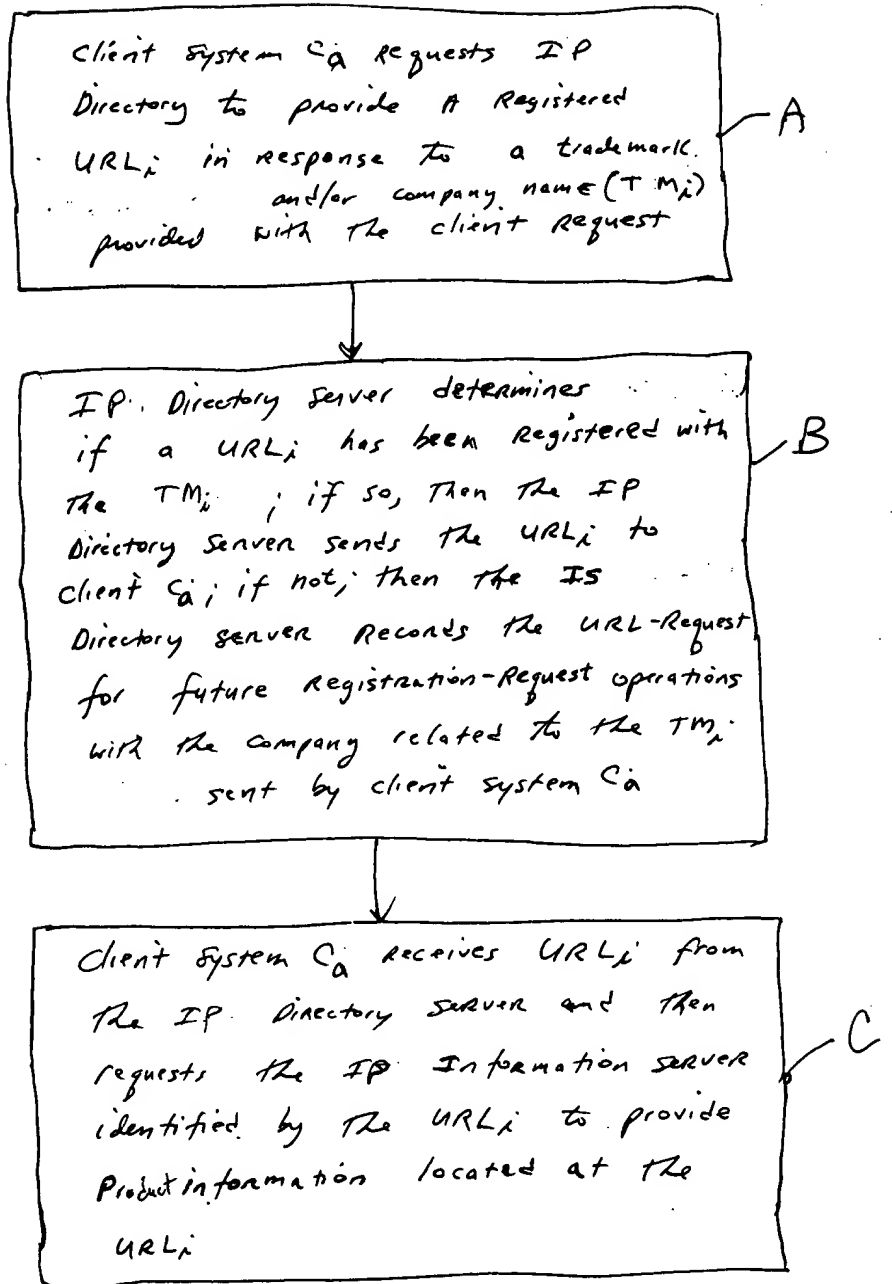 Client System Ca Requests IP
Directory to provide A Registered
URLi in Response to a trademark
and/or company name (TMi)
provided with the client Request
A
IP Directory Server determines
if a URLi has been Registered with
the TMi ; if so, then the IP
Directory Server sends the URLi to
client Ca; if not; then the IS
Directory server Records the URL-Request
for future Registration-Request operations
with the company related to the TMi
sent by client system Ca
B
Client System Ca Receives URLi from
the IP Directory Server and then
requests the IP Information Server
identified by the URLi to provide
Product information located at the
URLi
C